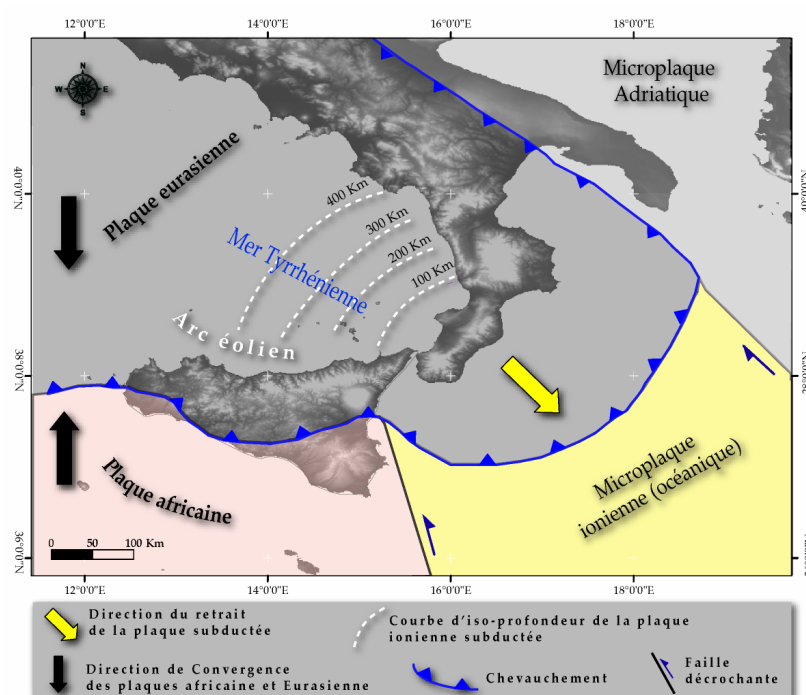 12°0'0"E 14°0'0"E 16°0'0"E 18°0'0"E
N
W E
S
Microplaque
Adriatique
Plaque eurasienne
40°0'0"N
40°0'0"N
400 Km
300 Km
200 Km
100 Km
Mer Tyrrhénienne
Arc éolien
38°0'0"N
Plaque africaine
Microplaque
ionienne (océanique)
36°0'0"N
0 50 100 Km
12°0'0"E 14°0'0"E 16°0'0"E 18°0'0"E
Direction du retrait
de la plaque subductée
Courbe d'iso-profondeur de la plaque
ionienne subductée
Direction de Convergence
des plaques africaine et Eurasienne
Chevauchement
Faille
décrochante